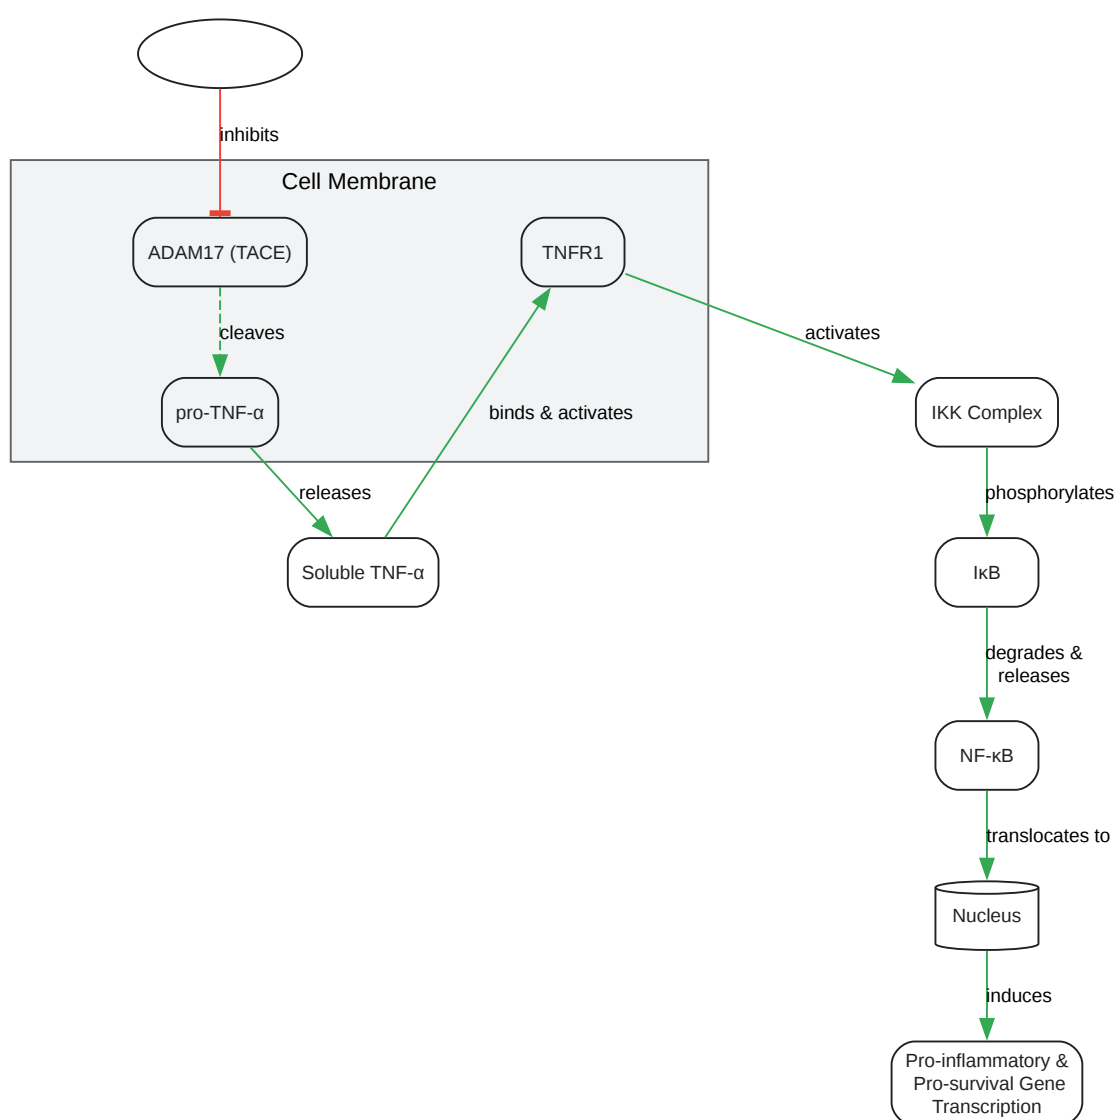 inhibits
Cell Membrane
ADAM17 (TACE)
TNFR1
cleaves
activates
pro-TNF-α
binds & activates
IKK Complex
releases
phosphorylates
Soluble TNF-α
IκB
degrades &
releases
NF-κB
translocates to
Nucleus
induces
Pro-inflammatory &
Pro-survival Gene
Transcription